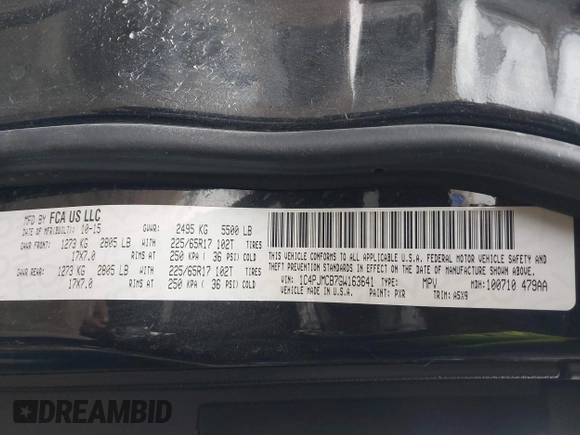 MFD BY FCA US LLC
DATE OF MFR(BUILT): 10-15 GVWR: 2495 KG 5500 LB
GAWR FRONT: 1273 KG 2805 LB WITH 225/65R17 102T TIRES
17X7.0 RIMS AT 250 KPA ( 36 PSI) COLD
GAWR REAR: 1273 KG 2805 LB WITH 225/65R17 102T TIRES
17X7.0 RIMS AT 250 KPA ( 36 PSI) COLD
THIS VEHICLE CONFORMS TO ALL APPLICABLE U.S.A. FEDERAL MOTOR VEHICLE SAFETY AND
THEFT PREVENTION STANDARDS IN EFFECT ON THE DATE OF MANUFACTURE SHOWN ABOVE.
VIN: 1C4PJMCB7GW163641 TYPE: MPV MDH: 100710 479AA
VEHICLE MADE IN U.S.A. PAINT: PXR TRIM: A5X9
DREAMBID